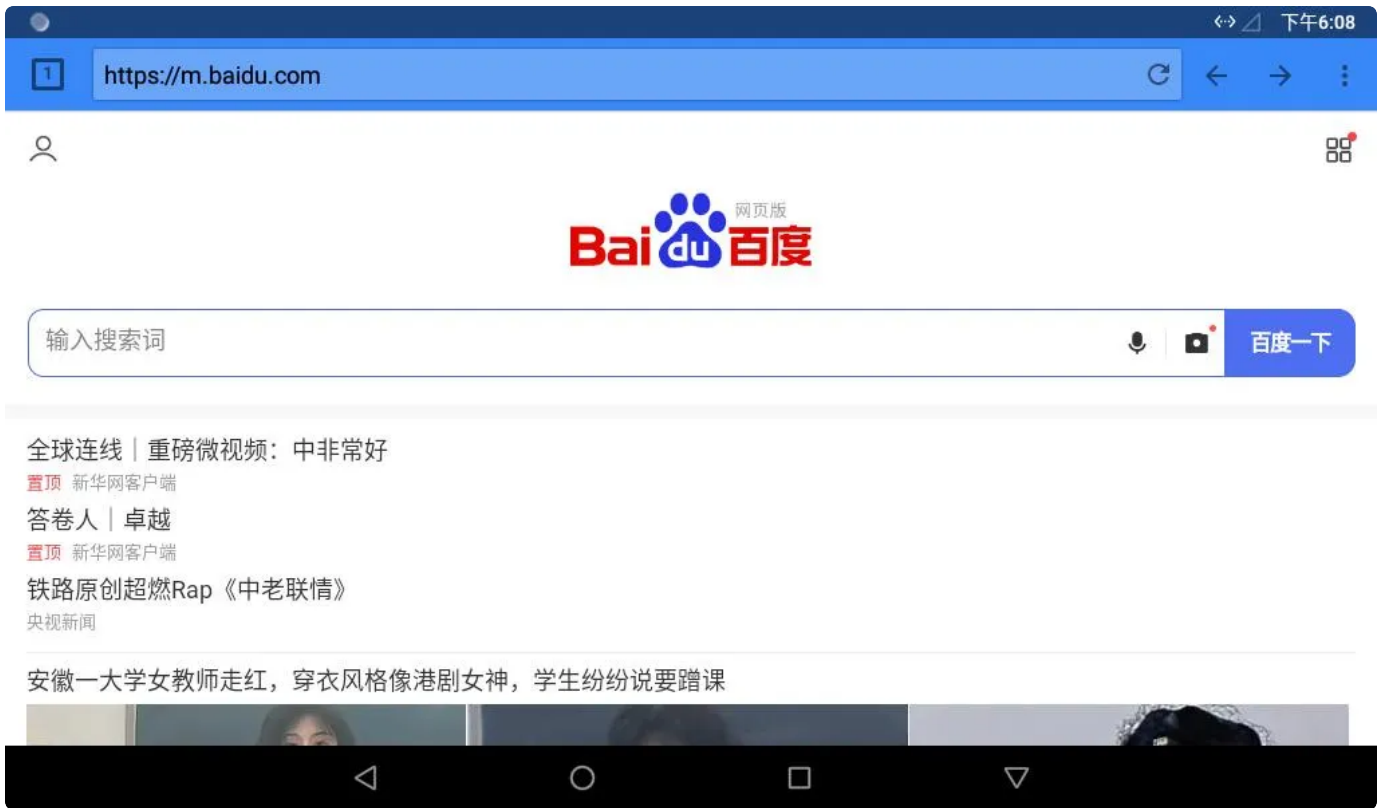 下午6:08
1
https://m.baidu.com
网页版
Bai du 百度
输入搜索词
百度一下
全球连线｜重磅微视频：中非常好
置顶 新华网客户端
答卷人｜卓越
置顶 新华网客户端
铁路原创超燃Rap《中老联情》
央视新闻
安徽一大学女教师走红，穿衣风格像港剧女神，学生纷纷说要蹭课